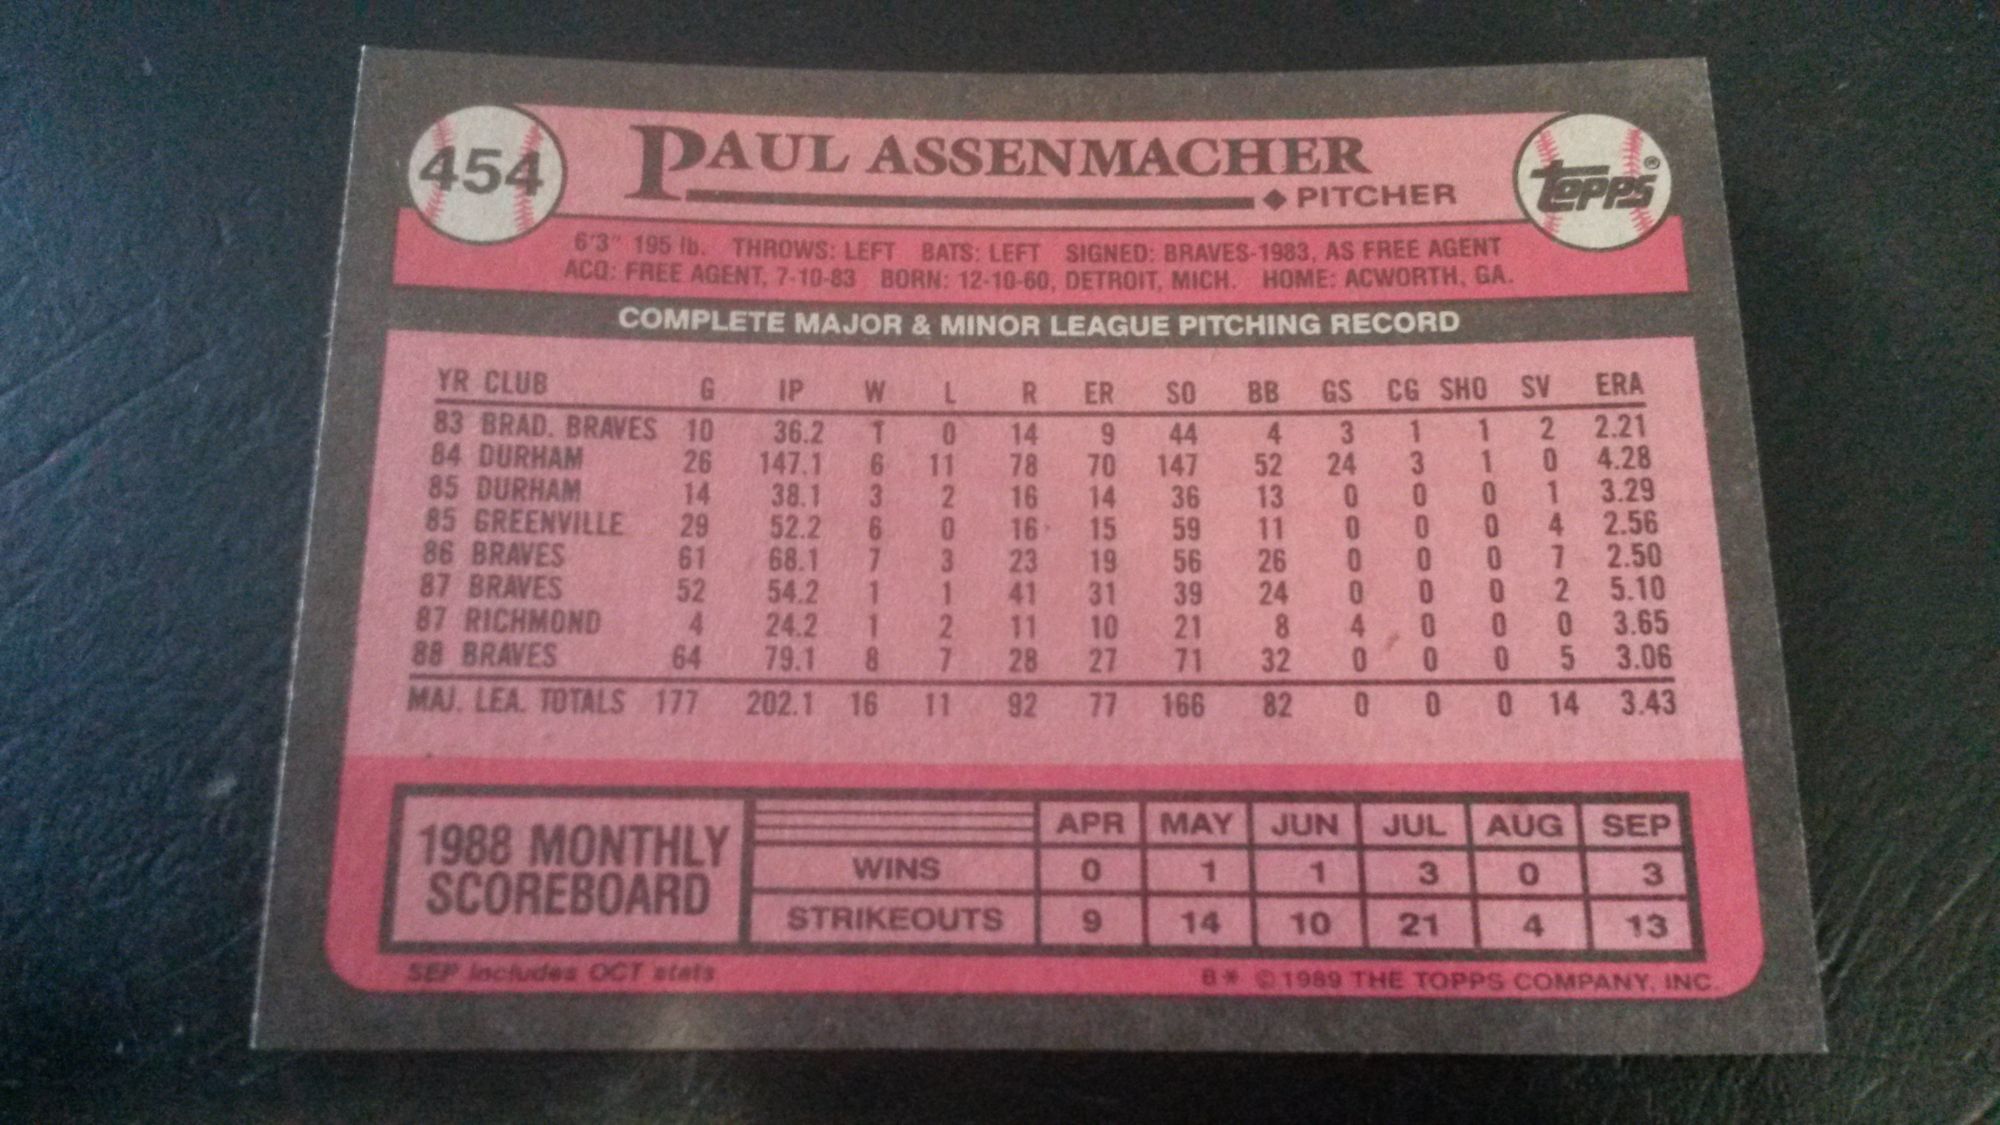 454
PAUL ASSENMACHER
PITCHER
topps®
6'3" 195 lb. THROWS: LEFT BATS: LEFT SIGNED: BRAVES-1983, AS FREE AGENT
ACQ: FREE AGENT, 7-10-83 BORN: 12-10-60, DETROIT, MICH. HOME: ACWORTH, GA.
COMPLETE MAJOR & MINOR LEAGUE PITCHING RECORD
YR CLUB G IP W L R ER SO BB GS CG SHO SV ERA
83 BRAD. BRAVES 10 36.2 1 0 14 9 44 4 3 1 1 2 2.21
84 DURHAM 26 147.1 6 11 78 70 147 52 24 3 1 0 4.28
85 DURHAM 14 38.1 3 2 16 14 36 13 0 0 0 1 3.29
85 GREENVILLE 29 52.2 6 0 16 15 59 11 0 0 0 4 2.56
86 BRAVES 61 68.1 7 3 23 19 56 26 0 0 0 7 2.50
87 BRAVES 52 54.2 1 1 41 31 39 24 0 0 0 2 5.10
87 RICHMOND 4 24.2 1 2 11 10 21 8 4 0 0 0 3.65
88 BRAVES 64 79.1 8 7 28 27 71 32 0 0 0 5 3.06
MAJ. LEA. TOTALS 177 202.1 16 11 92 77 166 82 0 0 0 14 3.43
1988 MONTHLY
SCOREBOARD
APR MAY JUN JUL AUG SEP
WINS 0 1 1 3 0 3
STRIKEOUTS 9 14 10 21 4 13
SEP includes OCT stats
B* © 1989 THE TOPPS COMPANY, INC.